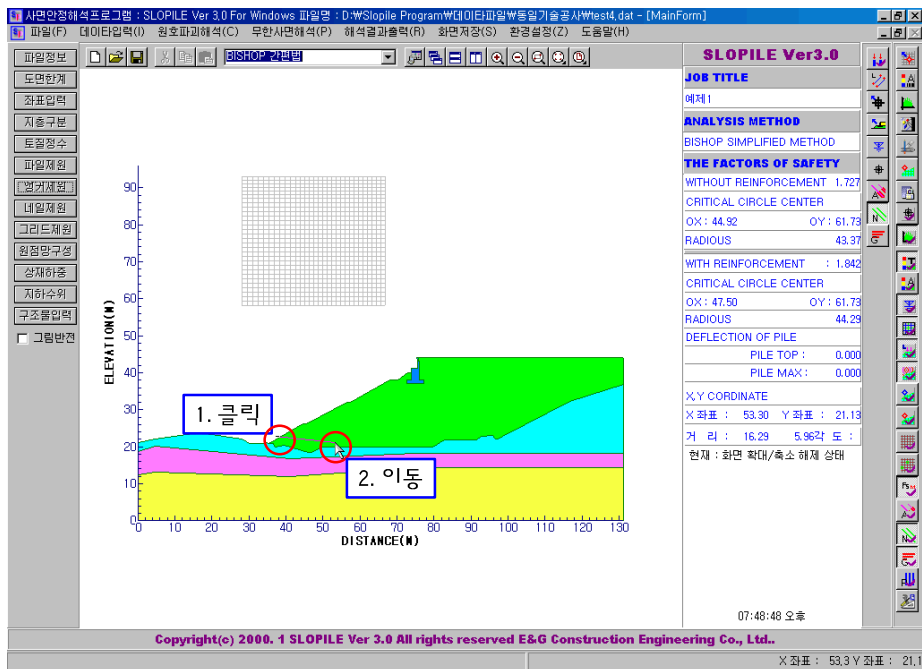 사면안정해석프로그램 : SLOPILE Ver 3,0 For Windows 파일명 : D:₩Slopile Program₩데이타파일₩동일기술공사₩test4,dat - [MainForm]
파일(F) 데이타입력(I) 원호파괴해석(C) 무한사면해석(P) 해석결과출력(R) 화면저장(S) 환경설정(Z) 도움말(H)
파일정보
도면한계
좌표입력
지층구분
토질정수
파일제원
앵커제원
네일제원
그리드제원
원점망구성
상재하중
지하수위
구조물입력
그림반전
BISHOP 간편법
ELEVATION(M)
90
80
70
60
50
40
30
20
10
0
0 10 20 30 40 50 60 70 80 90 100 110 120 130
DISTANCE(M)
1. 클릭
2. 이동
SLOPILE Ver3.0
JOB TITLE
예제1
ANALYSIS METHOD
BISHOP SIMPLIFIED METHOD
THE FACTORS OF SAFETY
WITHOUT REINFORCEMENT 1.727
CRITICAL CIRCLE CENTER
OX : 44.92 OY : 61.73
RADIOUS 43.37
WITH REINFORCEMENT : 1.842
CRITICAL CIRCLE CENTER
OX : 47.50 OY : 61.73
RADIOUS 44.29
DEFLECTION OF PILE
PILE TOP : 0.000
PILE MAX : 0.000
X,Y CORDINATE
X 좌표 : 53.30 Y 좌표 : 21.13
거 리 : 16.29 5.96각 도 :
현재 : 화면 확대/축소 해제 상태
07:48:48 오후
Copyright(c) 2000. 1 SLOPILE Ver 3.0 All rights reserved E&G Construction Engineering Co., Ltd..
X 좌표 : 53,3 Y 좌표 : 21,1